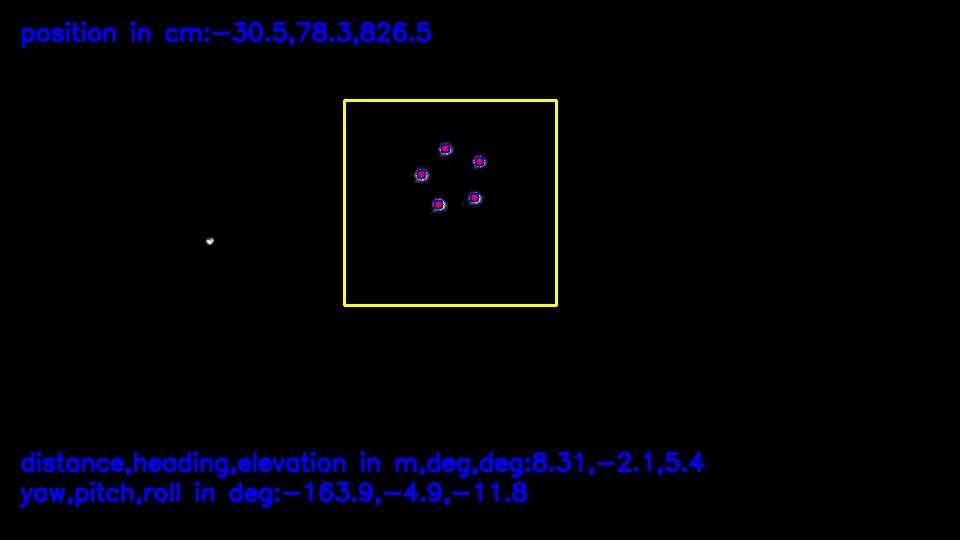 position in cm:-30.5,78.3,826.5
distance,heading,elevation in m,deg,deg:8.31,-2.1,5.4
yaw,pitch,roll in deg:-163.9,-4.9,-11.8